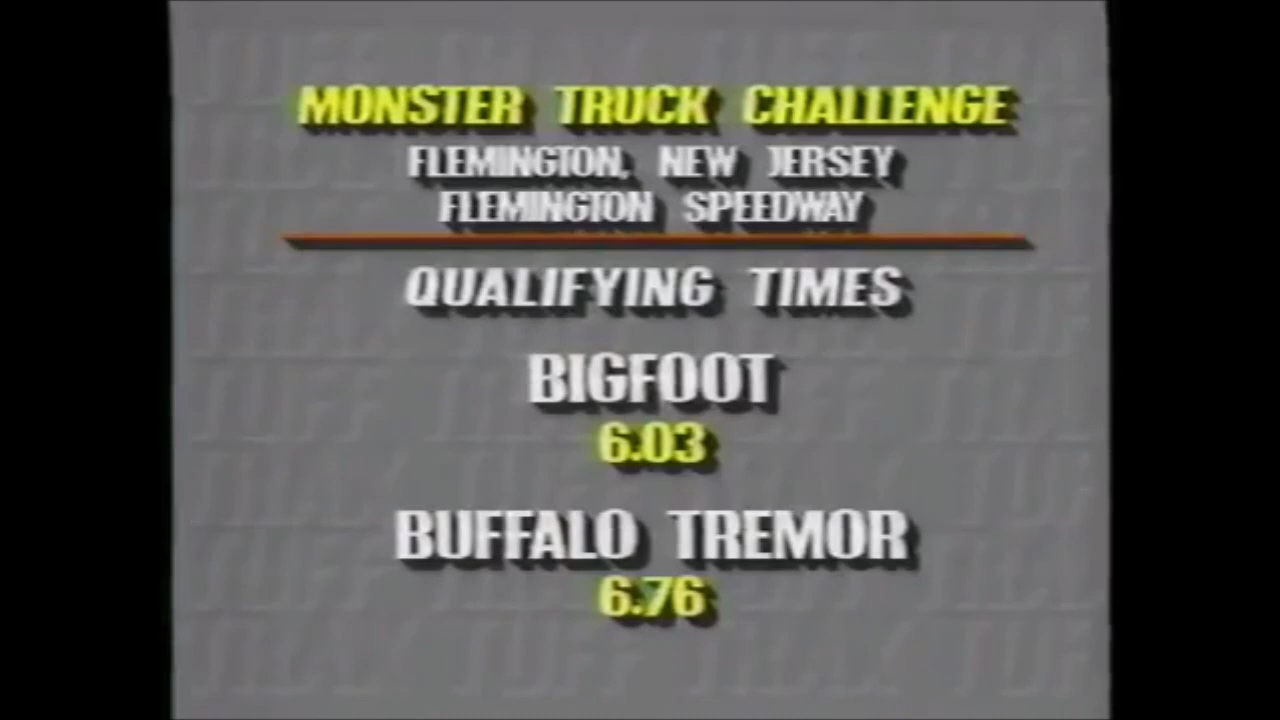 MONSTER TRUCK CHALLENGE
FLEMINGTON, NEW JERSEY
FLEMINGTON SPEEDWAY
QUALIFYING TIMES
BIGFOOT
6.03
BUFFALO TREMOR
6.76